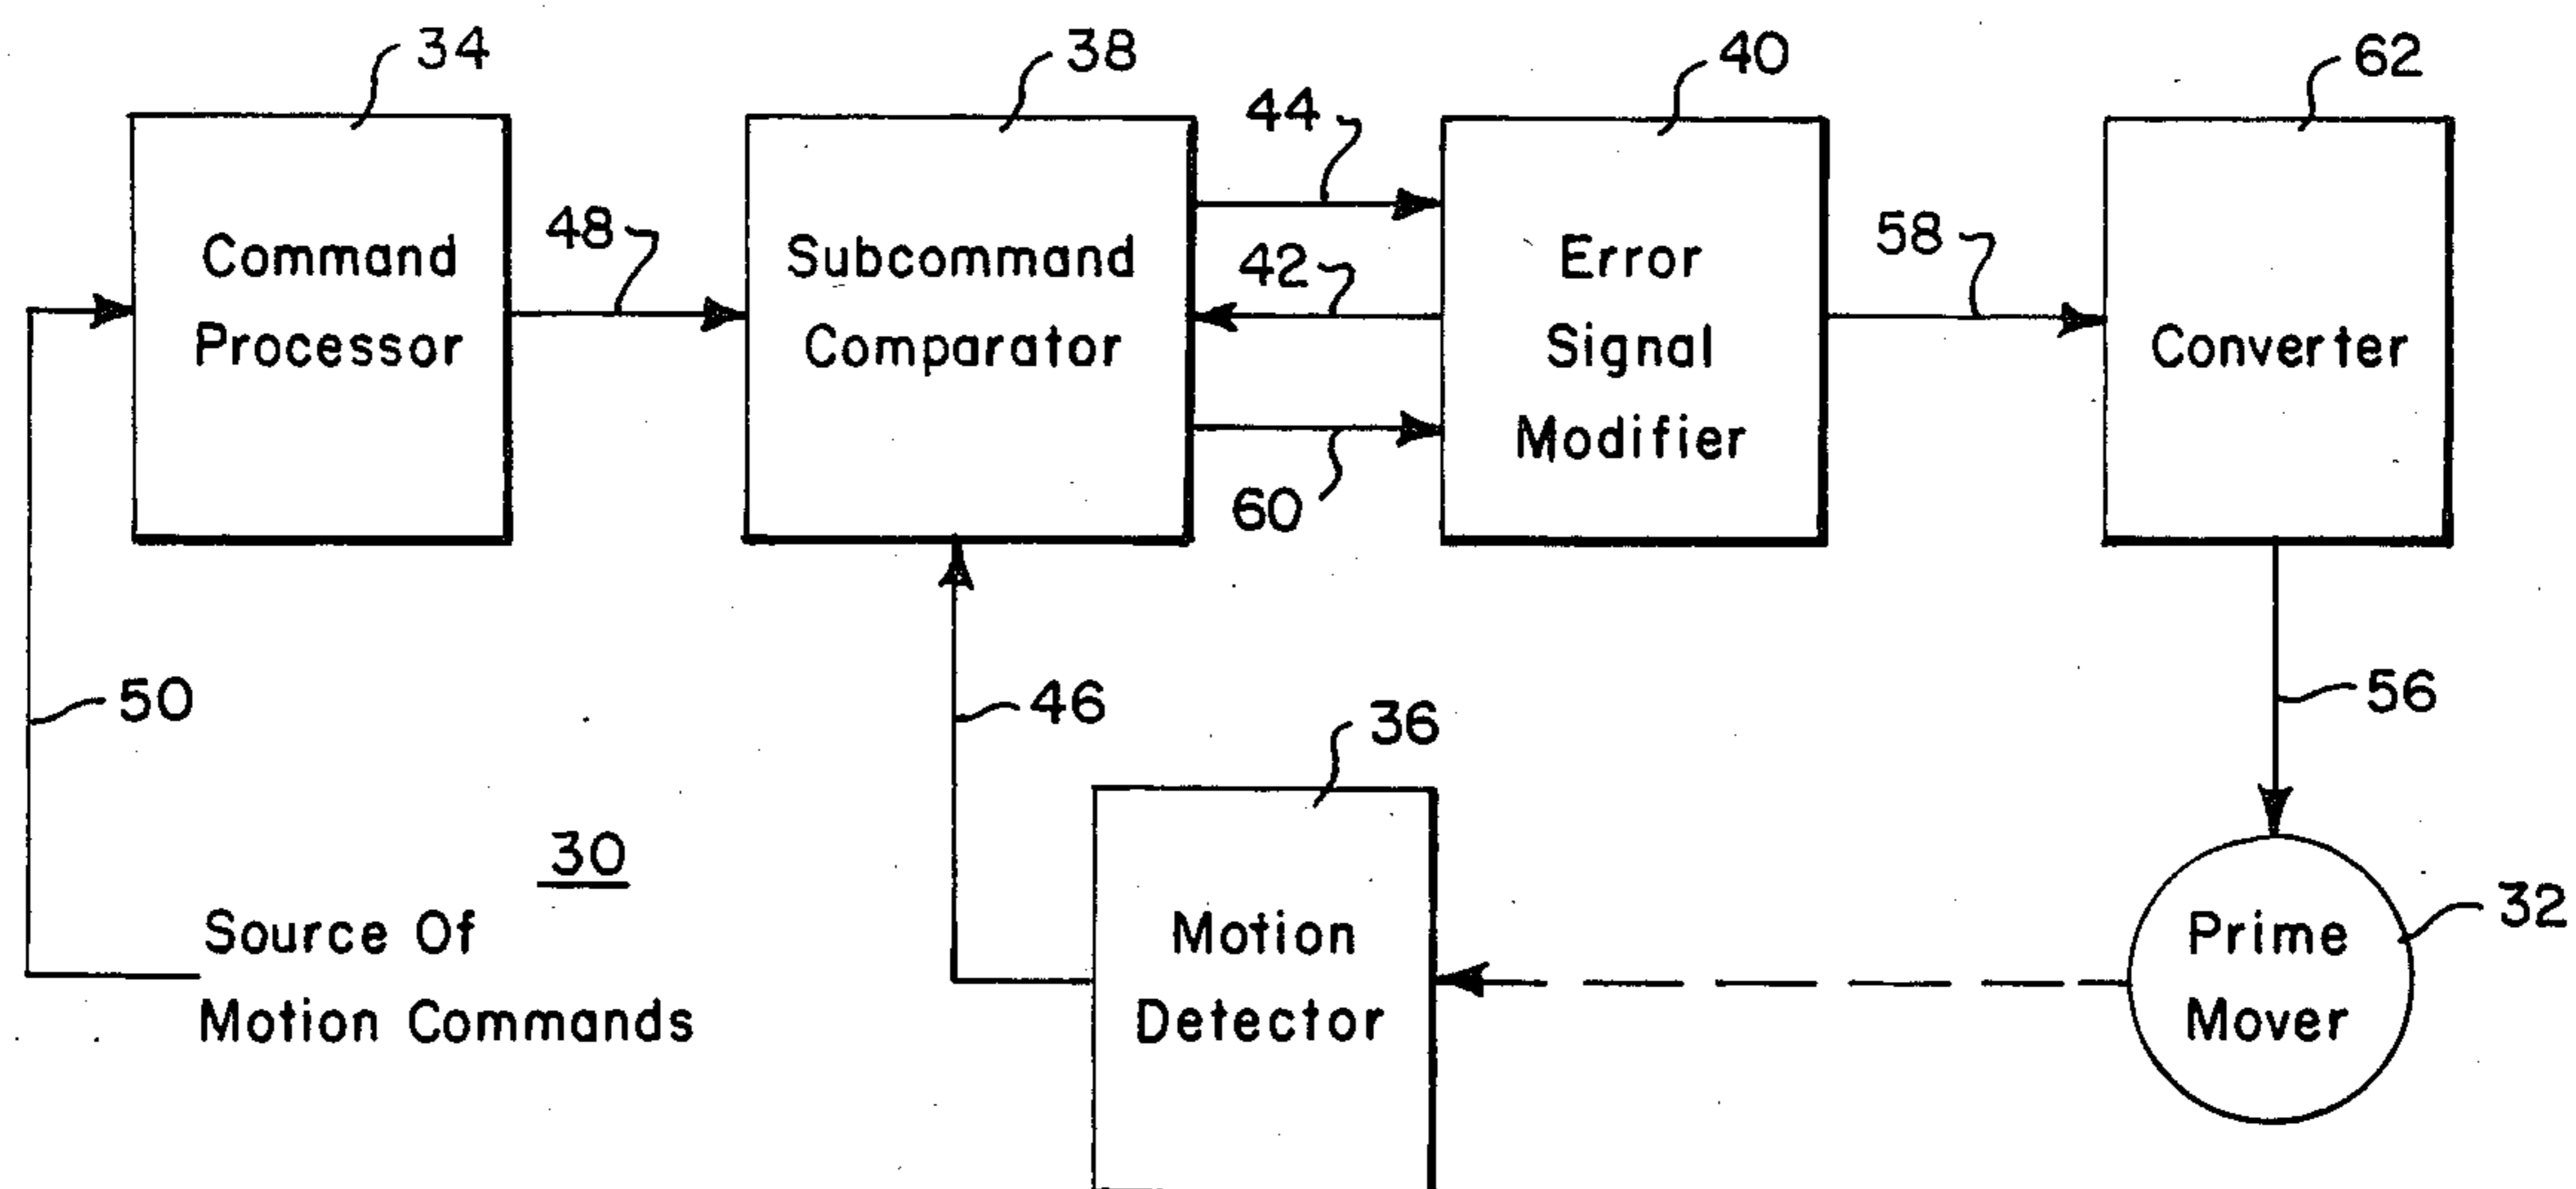 34
38
40
62
44
48
42
58
60
Command
Processor
Subcommand
Comparator
Error
Signal
Modifier
Converter
50
46
36
56
30
32
Source Of
Motion Commands
Motion
Detector
Prime
Mover